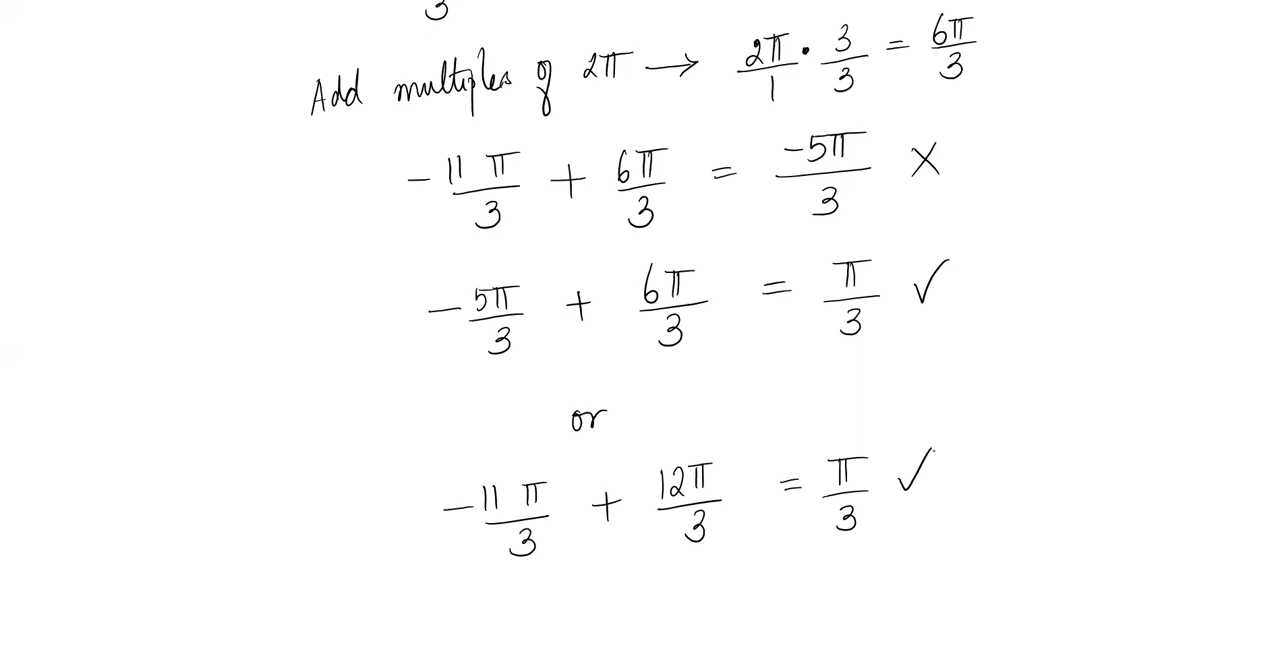 3
Add multiples of 2π → 2π/1 · 3/3 = 6π/3
-11π/3 + 6π/3 = -5π/3 ×
-5π/3 + 6π/3 = π/3 ✓
or
-11π/3 + 12π/3 = π/3 ✓